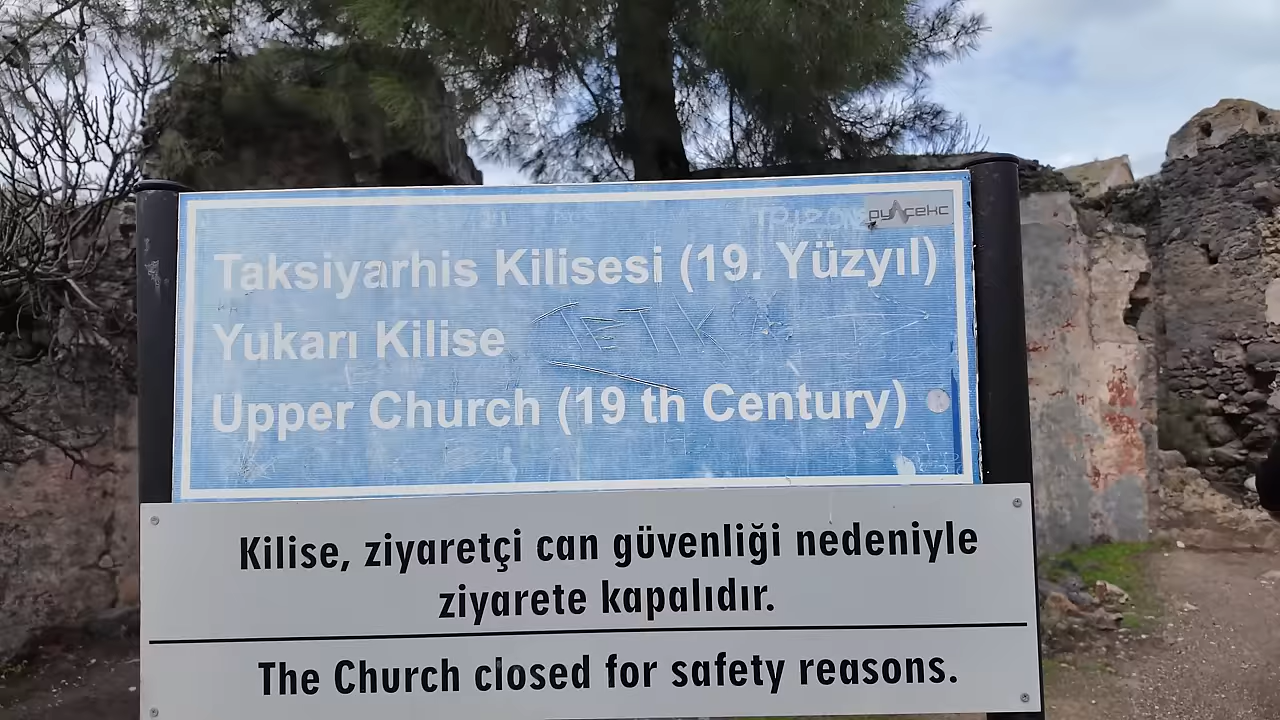 Taksiyarhis Kilisesi (19. Yüzyıl)
Yukarı Kilise
Upper Church (19 th Century)
Kilise, ziyaretçi can güvenliği nedeniyle
ziyarete kapalıdır.
The Church closed for safety reasons.